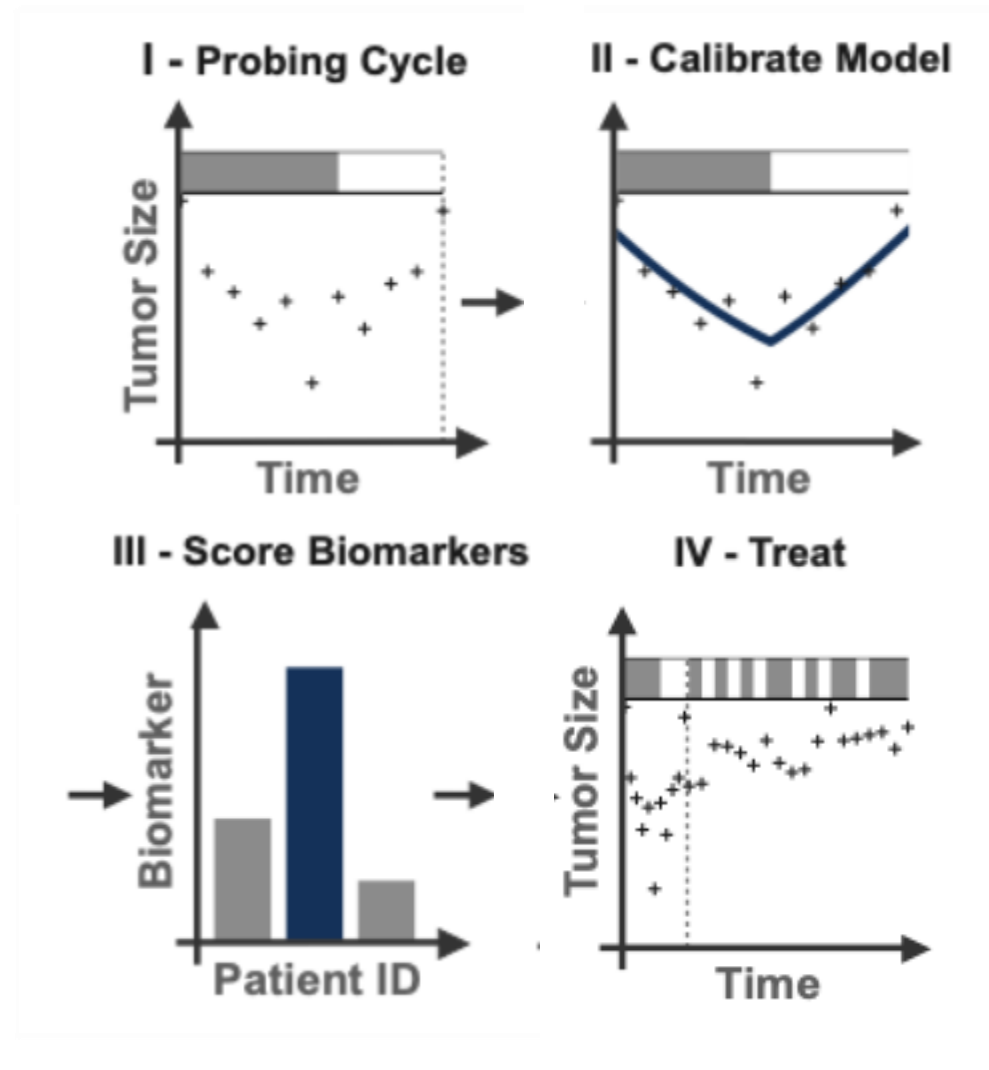 I - Probing Cycle
Tumor Size
Time
II - Calibrate Model
Time
III - Score Biomarkers
Biomarker
Patient ID
IV - Treat
Tumor Size
Time